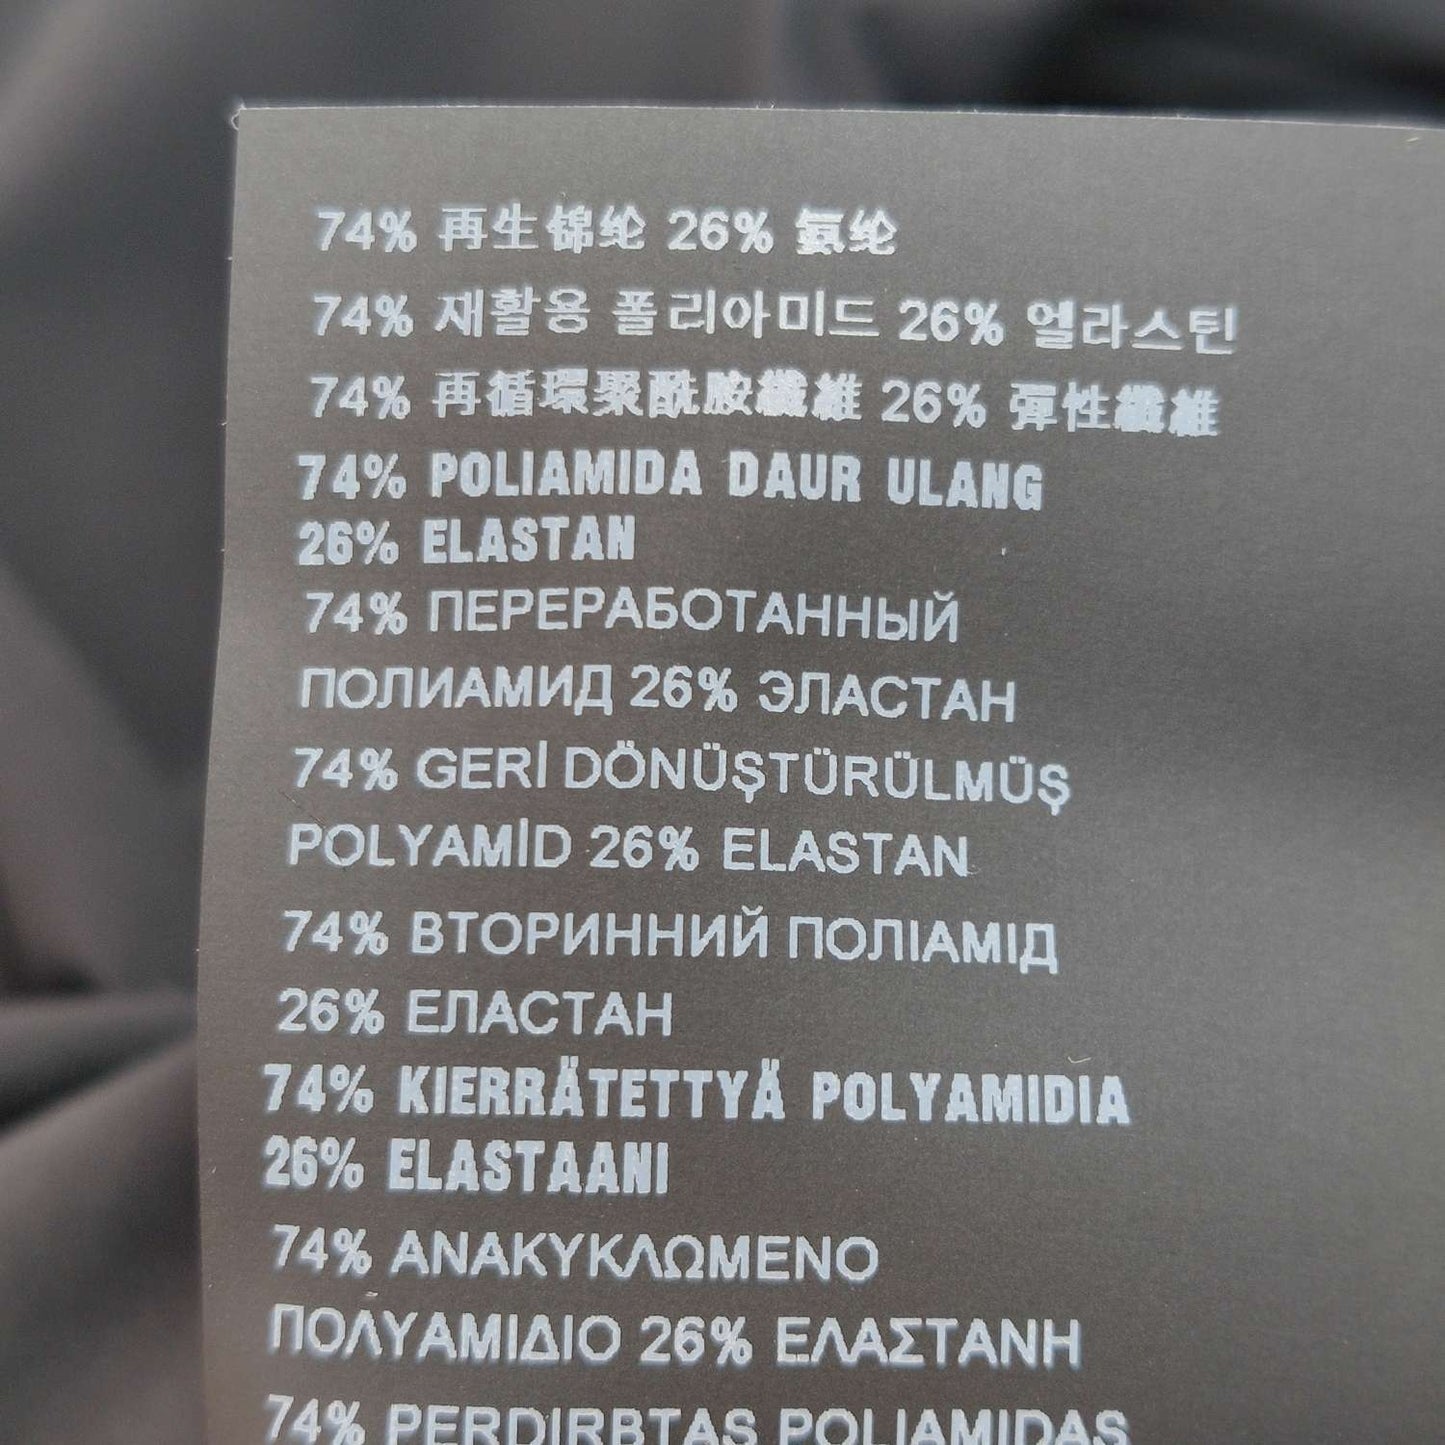 74% 再生锦纶 26% 氨纶
74% 재활용 폴리아미드 26% 엘라스틴
74% 再循環聚酰胺纖維 26% 彈性纖維
74% POLIAMIDA DAUR ULANG
26% ELASTAN
74% ПЕРЕРАБОТАННЫЙ
ПОЛИАМИД 26% ЭЛАСТАН
74% GERİ DÖNÜŞTÜRÜLMÜŞ
POLYAMİD 26% ELASTAN
74% ВТОРИННИЙ ПОЛІАМІД
26% ЕЛАСТАН
74% KIERRÄTETTYÄ POLYAMIDIA
26% ELASTAANI
74% ΑΝΑΚΥΚΛΩΜΕΝΟ
ΠΟΛΥΑΜΙΔΙΟ 26% ΕΛΑΣΤΑΝΗ
74% PERDIRBTAS POLIAMIDAS